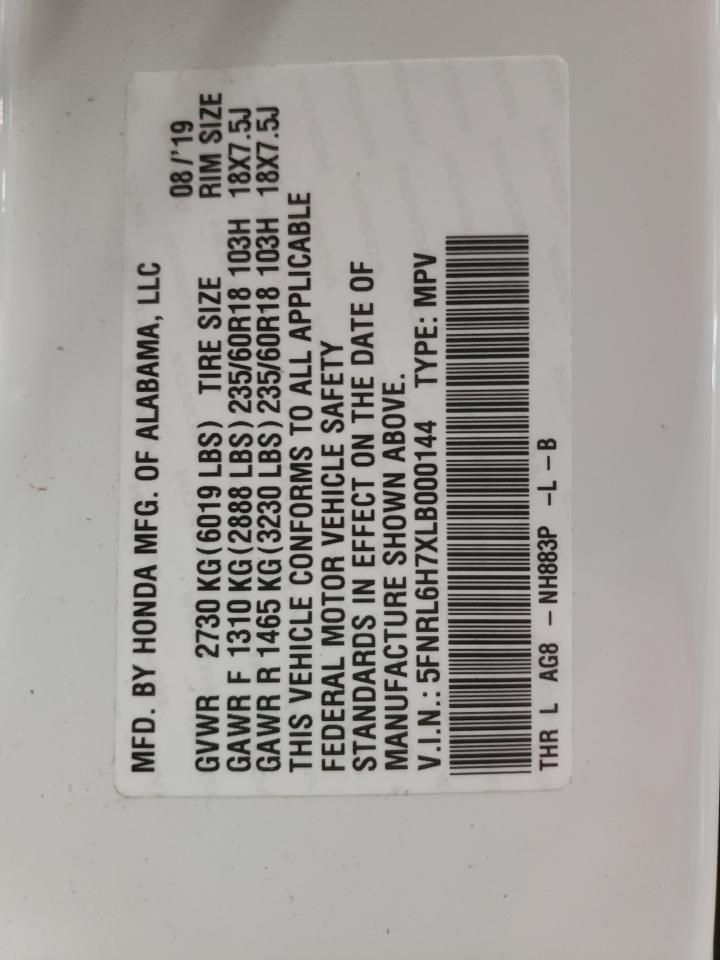 MFD. BY HONDA MFG. OF ALABAMA, LLC 08/'19
GVWR 2730 KG(6019 LBS) TIRE SIZE RIM SIZE
GAWR F 1310 KG(2888 LBS) 235/60R18 103H 18X7.5J
GAWR R 1465 KG(3230 LBS) 235/60R18 103H 18X7.5J
THIS VEHICLE CONFORMS TO ALL APPLICABLE
FEDERAL MOTOR VEHICLE SAFETY
STANDARDS IN EFFECT ON THE DATE OF
MANUFACTURE SHOWN ABOVE.
V.I.N.: 5FNRL6H7XLB000144 TYPE: MPV
THR L AG8 - NH883P -L - B